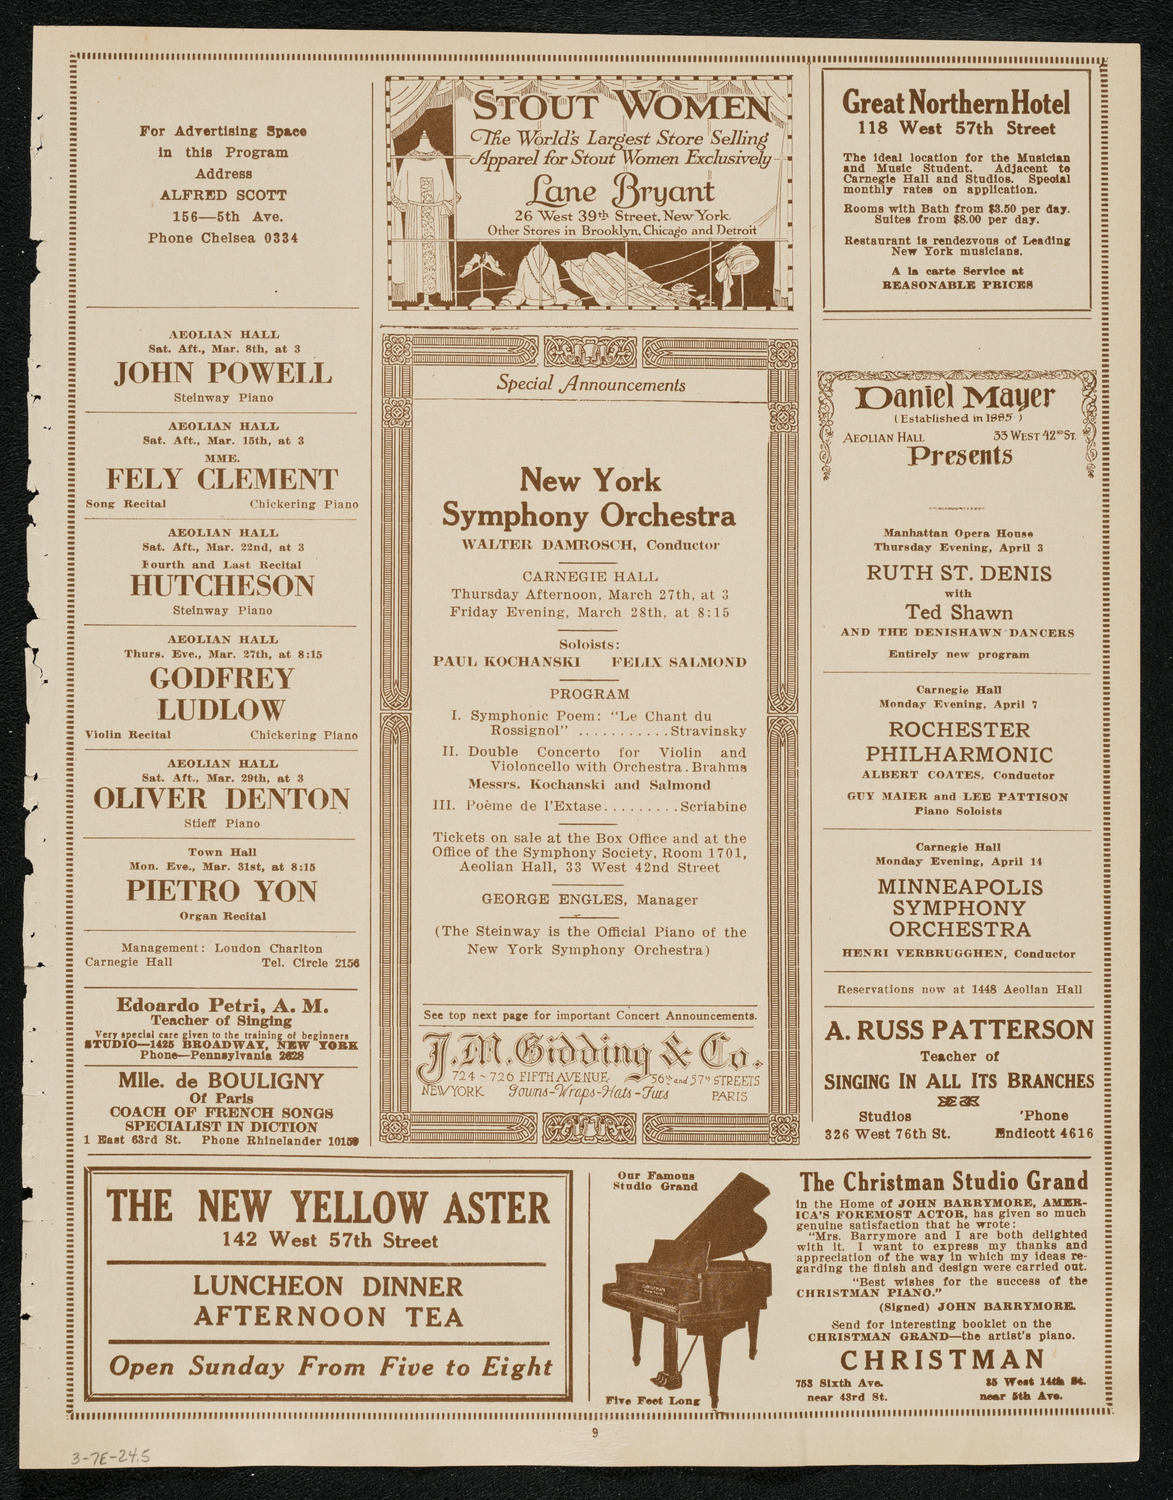 For Advertising Space
in this Program
Address
ALFRED SCOTT
156—5th Ave.
Phone Chelsea 0334
AEOLIAN HALL
Sat. Aft., Mar. 8th, at 3
JOHN POWELL
Steinway Piano
AEOLIAN HALL
Sat. Aft., Mar. 15th, at 3
MME.
FELY CLEMENT
Song Recital Chickering Piano
AEOLIAN HALL
Sat. Aft., Mar. 22nd, at 3
Fourth and Last Recital
HUTCHESON
Steinway Piano
AEOLIAN HALL
Thurs. Eve., Mar. 27th, at 8:15
GODFREY
LUDLOW
Violin Recital Chickering Piano
AEOLIAN HALL
Sat. Aft., Mar. 29th, at 3
OLIVER DENTON
Stieff Piano
Town Hall
Mon. Eve., Mar. 31st, at 8:15
PIETRO YON
Organ Recital
Management: Loudon Charlton
Carnegie Hall Tel. Circle 2156
Edoardo Petri, A. M.
Teacher of Singing
Very special care given to the training of beginners
STUDIO—1425 BROADWAY, NEW YORK
Phone—Pennsylvania 2628
Mlle. de BOULIGNY
Of Paris
COACH OF FRENCH SONGS
SPECIALIST IN DICTION
1 East 63rd St. Phone Rhinelander 10159
STOUT WOMEN
The World's Largest Store Selling
Apparel for Stout Women Exclusively
Lane Bryant
26 West 39th Street, New York
Other Stores in Brooklyn, Chicago and Detroit
Special Announcements
New York
Symphony Orchestra
WALTER DAMROSCH, Conductor
CARNEGIE HALL
Thursday Afternoon, March 27th, at 3
Friday Evening, March 28th, at 8:15
Soloists:
PAUL KOCHANSKI FELIX SALMOND
PROGRAM
I. Symphonic Poem: "Le Chant du
Rossignol" ...........Stravinsky
II. Double Concerto for Violin and
Violoncello with Orchestra.Brahms
Messrs. Kochanski and Salmond
III. Poème de l'Extase.........Scriabine
Tickets on sale at the Box Office and at the
Office of the Symphony Society, Room 1701,
Aeolian Hall, 33 West 42nd Street
GEORGE ENGLES, Manager
(The Steinway is the Official Piano of the
New York Symphony Orchestra)
See top next page for important Concert Announcements.
J.M. Gidding & Co.
724-726 FIFTH AVENUE 56th and 57th STREETS
NEW YORK Gowns-Wraps-Hats-Furs PARIS
Great Northern Hotel
118 West 57th Street
The ideal location for the Musician
and Music Student. Adjacent to
Carnegie Hall and Studios. Special
monthly rates on application.
Rooms with Bath from $3.50 per day.
Suites from $8.00 per day.
Restaurant is rendezvous of Leading
New York musicians.
A la carte Service at
REASONABLE PRICES
Daniel Mayer
(Established in 1885)
AEOLIAN HALL 33 WEST 42ND ST.
Presents
Manhattan Opera House
Thursday Evening, April 3
RUTH ST. DENIS
with
Ted Shawn
AND THE DENISHAWN DANCERS
Entirely new program
Carnegie Hall
Monday Evening, April 7
ROCHESTER
PHILHARMONIC
ALBERT COATES, Conductor
GUY MAIER and LEE PATTISON
Piano Soloists
Carnegie Hall
Monday Evening, April 14
MINNEAPOLIS
SYMPHONY
ORCHESTRA
HENRI VERBRUGGHEN, Conductor
Reservations now at 1448 Aeolian Hall
A. RUSS PATTERSON
Teacher of
SINGING IN ALL ITS BRANCHES
Studios 'Phone
326 West 76th St. Endicott 4616
THE NEW YELLOW ASTER
142 West 57th Street
LUNCHEON DINNER
AFTERNOON TEA
Open Sunday From Five to Eight
Our Famous
Studio Grand
Five Feet Long
The Christman Studio Grand
in the Home of JOHN BARRYMORE, AMER-
ICA'S FOREMOST ACTOR, has given so much
genuine satisfaction that he wrote:
"Mrs. Barrymore and I are both delighted
with it. I want to express my thanks and
appreciation of the way in which my ideas re-
garding the finish and design were carried out.
"Best wishes for the success of the
CHRISTMAN PIANO."
(Signed) JOHN BARRYMORE.
Send for interesting booklet on the
CHRISTMAN GRAND—the artist's piano.
CHRISTMAN
753 Sixth Ave. 35 West 14th St.
near 43rd St. near 5th Ave.
9
3-7E-24.5